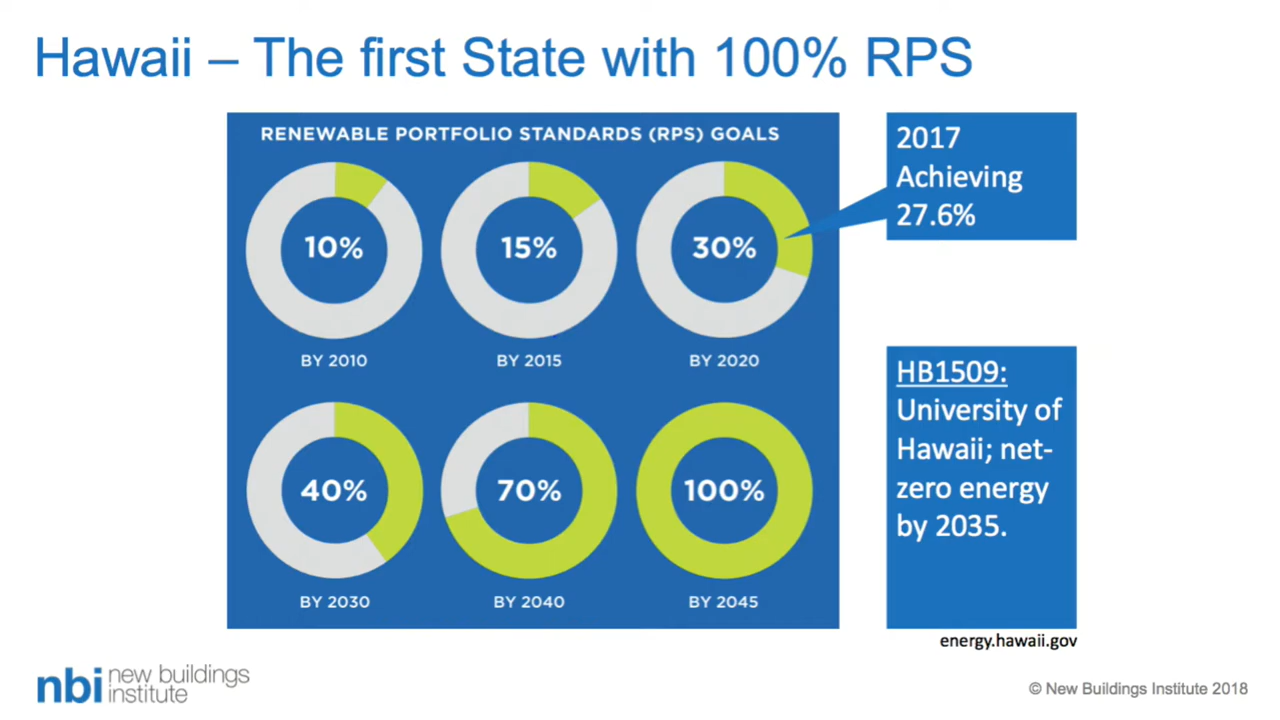 Hawaii – The first State with 100% RPS
RENEWABLE PORTFOLIO STANDARDS (RPS) GOALS
10%
BY 2010
15%
BY 2015
30%
BY 2020
40%
BY 2030
70%
BY 2040
100%
BY 2045
2017
Achieving
27.6%
HB1509:
University of
Hawaii; net-
zero energy
by 2035.
energy.hawaii.gov
nbi new buildings
institute
© New Buildings Institute 2018